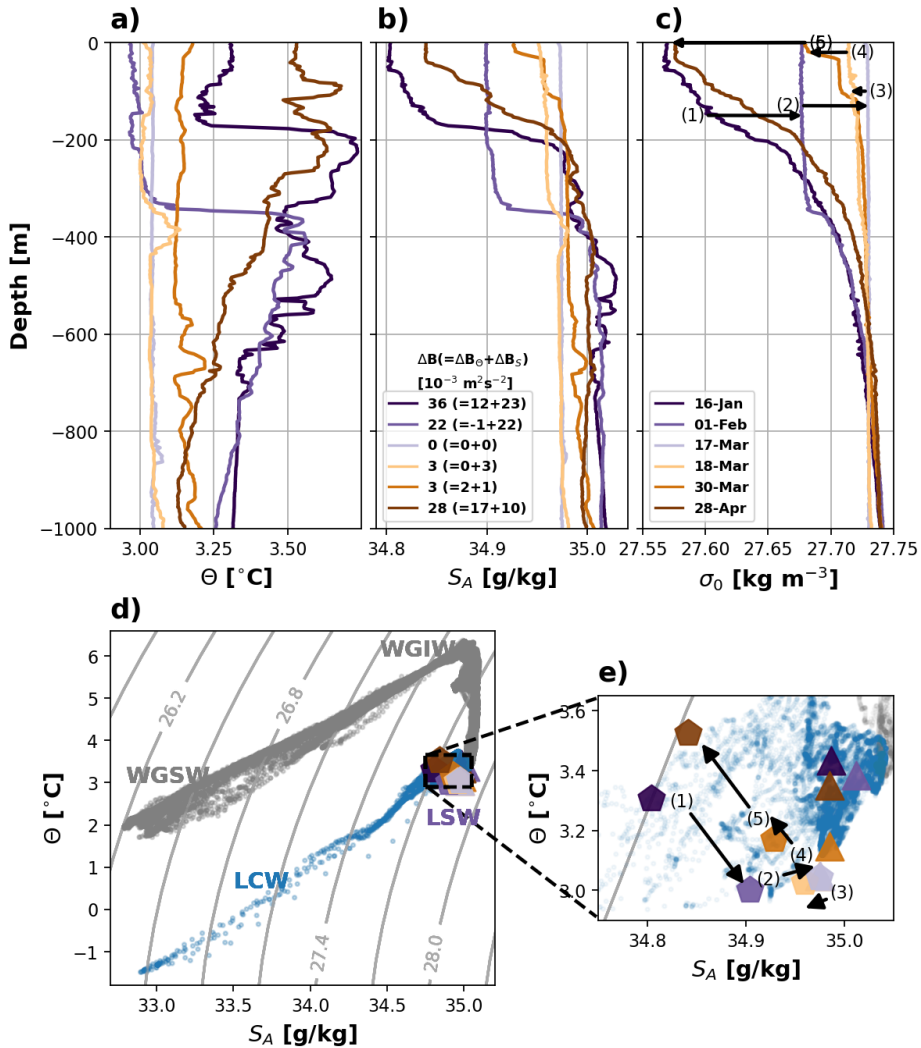 a)
b)
c)
0
−200
−400
−600
−800
−1000
Depth [m]
3.00
3.25
3.50
Θ [˚C]
ΔB(=ΔB_Θ+ΔB_S)
[10⁻³ m²s⁻²]
36 (=12+23)
22 (=-1+22)
0 (=0+0)
3 (=0+3)
3 (=2+1)
28 (=17+10)
34.8
34.9
35.0
S_A [g/kg]
(5)
(4)
(3)
(2)
(1)
16-Jan
01-Feb
17-Mar
18-Mar
30-Mar
28-Apr
27.55
27.60
27.65
27.70
27.75
σ₀ [kg m⁻³]
d)
6
5
4
3
2
1
0
−1
Θ [˚C]
WGIW
26.2
26.8
WGSW
LSW
LCW
27.4
28.0
33.0
33.5
34.0
34.5
35.0
S_A [g/kg]
e)
3.6
3.4
3.2
3.0
Θ [˚C]
(1)
(5)
(4)
(2)
(3)
34.8
34.9
35.0
S_A [g/kg]